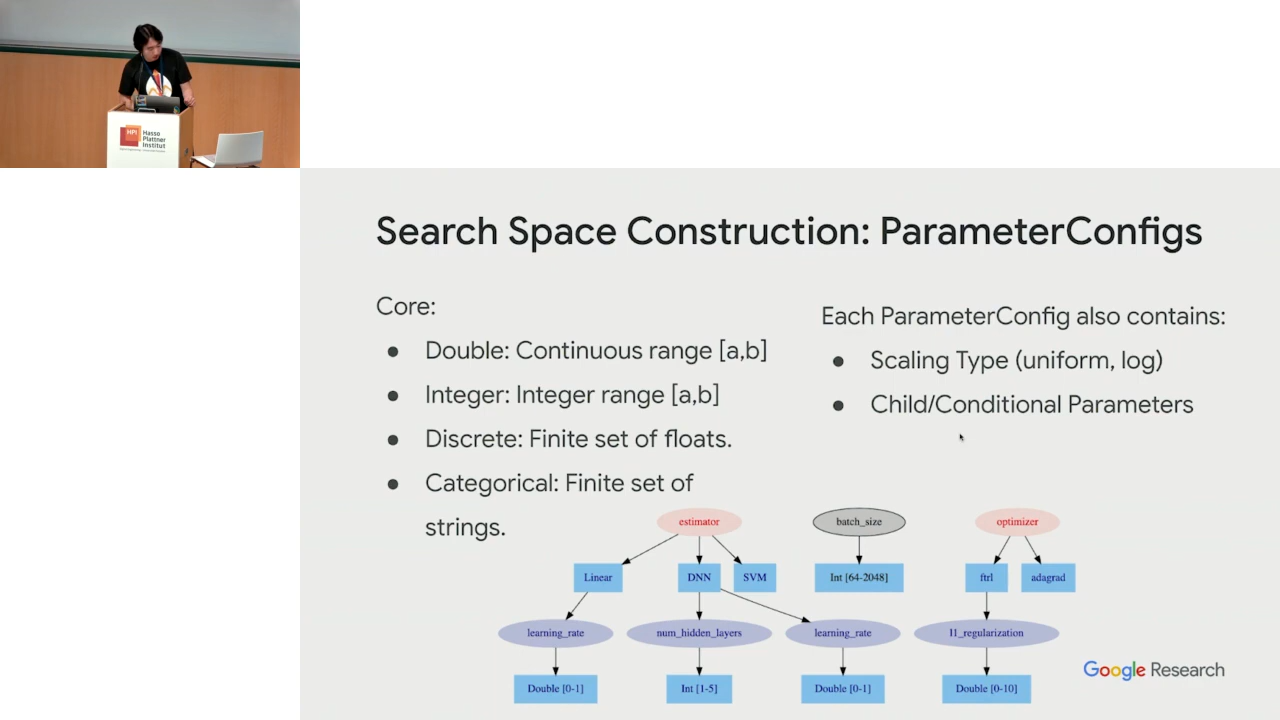 HPI Hasso
Plattner
Institut
Search Space Construction: ParameterConfigs
Core:
● Double: Continuous range [a,b]
● Integer: Integer range [a,b]
● Discrete: Finite set of floats.
● Categorical: Finite set of
strings.
Each ParameterConfig also contains:
● Scaling Type (uniform, log)
● Child/Conditional Parameters
estimator batch_size optimizer
Linear DNN SVM Int [64-2048] ftrl adagrad
learning_rate num_hidden_layers learning_rate l1_regularization
Double [0-1] Int [1-5] Double [0-1] Double [0-10]
Google Research